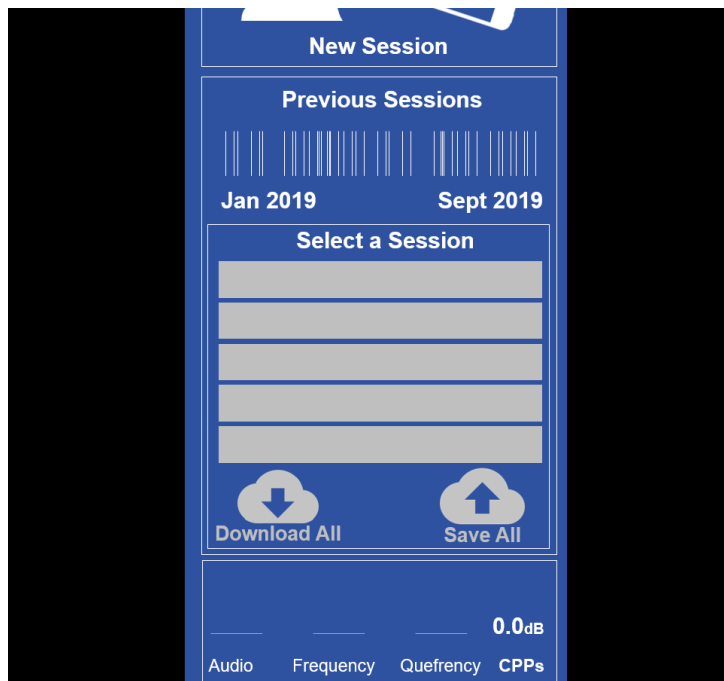 New Session
Previous Sessions
Jan 2019 Sept 2019
Select a Session
Download All Save All
0.0dB
Audio Frequency Quefrency CPPs